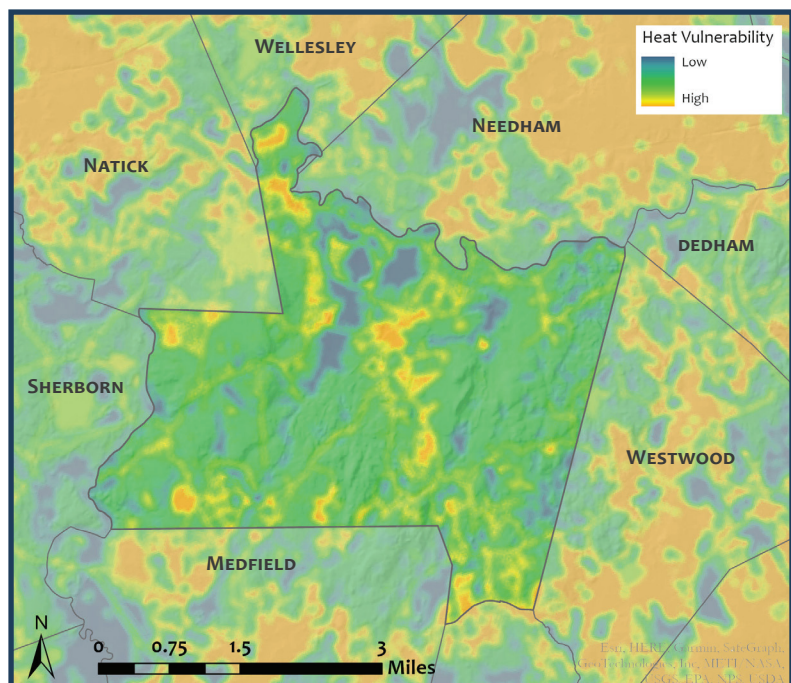 WELLESLEY
Heat Vulnerability
Low
High
NEEDHAM
NATICK
DEDHAM
SHERBORN
WESTWOOD
MEDFIELD
N
0 0.75 1.5 3
Miles
Esri, HERE, Garmin, SafeGraph,
GeoTechnologies, Inc, METI/NASA,
USGS, EPA, NPS, USDA